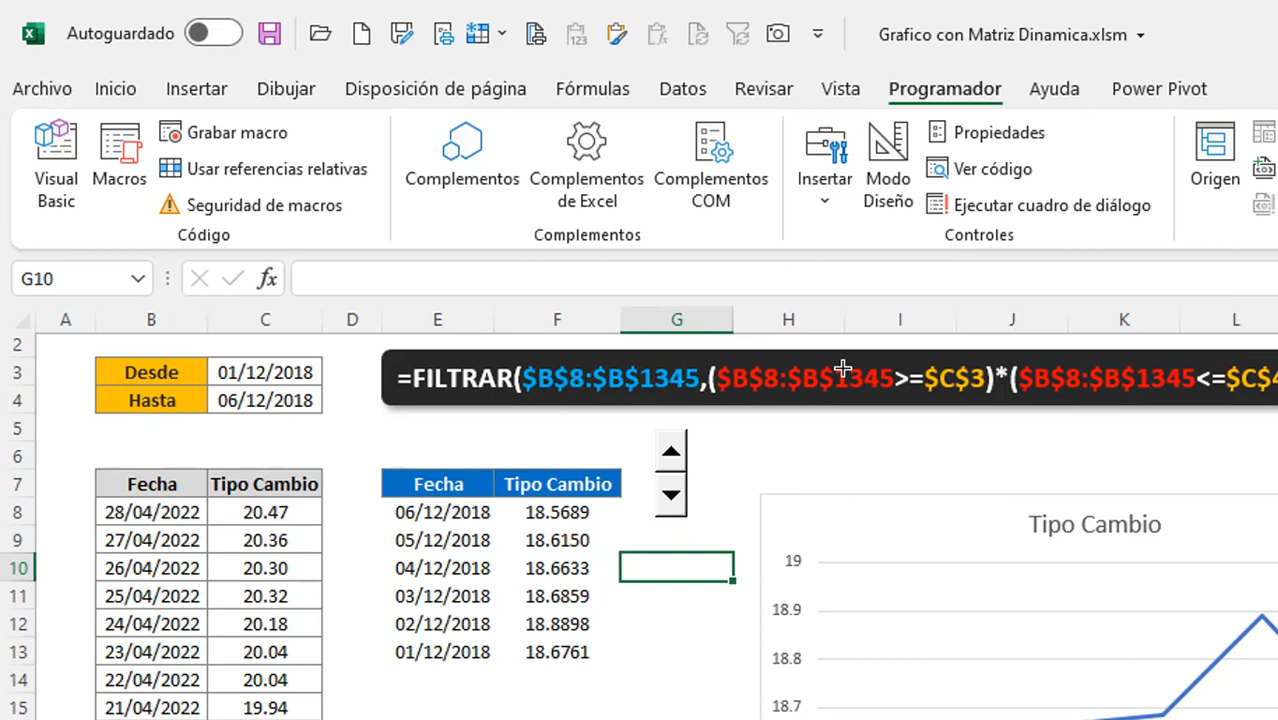 Autoguardado
Grafico con Matriz Dinamica.xlsm
Archivo Inicio Insertar Dibujar Disposición de página Fórmulas Datos Revisar Vista Programador Ayuda Power Pivot
Visual Basic
Macros
Grabar macro
Usar referencias relativas
Seguridad de macros
Código
Complementos
Complementos de Excel
Complementos COM
Complementos
Insertar
Modo Diseño
Propiedades
Ver código
Ejecutar cuadro de diálogo
Controles
Origen
G10 fx
A B C D E F G H I J K L
2
3 Desde 01/12/2018 =FILTRAR($B$8:$B$1345,($B$8:$B$1345>=$C$3)*($B$8:$B$1345<=$C$4
4 Hasta 06/12/2018
5
6
7 Fecha Tipo Cambio Fecha Tipo Cambio
8 28/04/2022 20.47 06/12/2018 18.5689
9 27/04/2022 20.36 05/12/2018 18.6150
10 26/04/2022 20.30 04/12/2018 18.6633
11 25/04/2022 20.32 03/12/2018 18.6859
12 24/04/2022 20.18 02/12/2018 18.8898
13 23/04/2022 20.04 01/12/2018 18.6761
14 22/04/2022 20.04
15 21/04/2022 19.94
Tipo Cambio
19
18.9
18.8
18.7